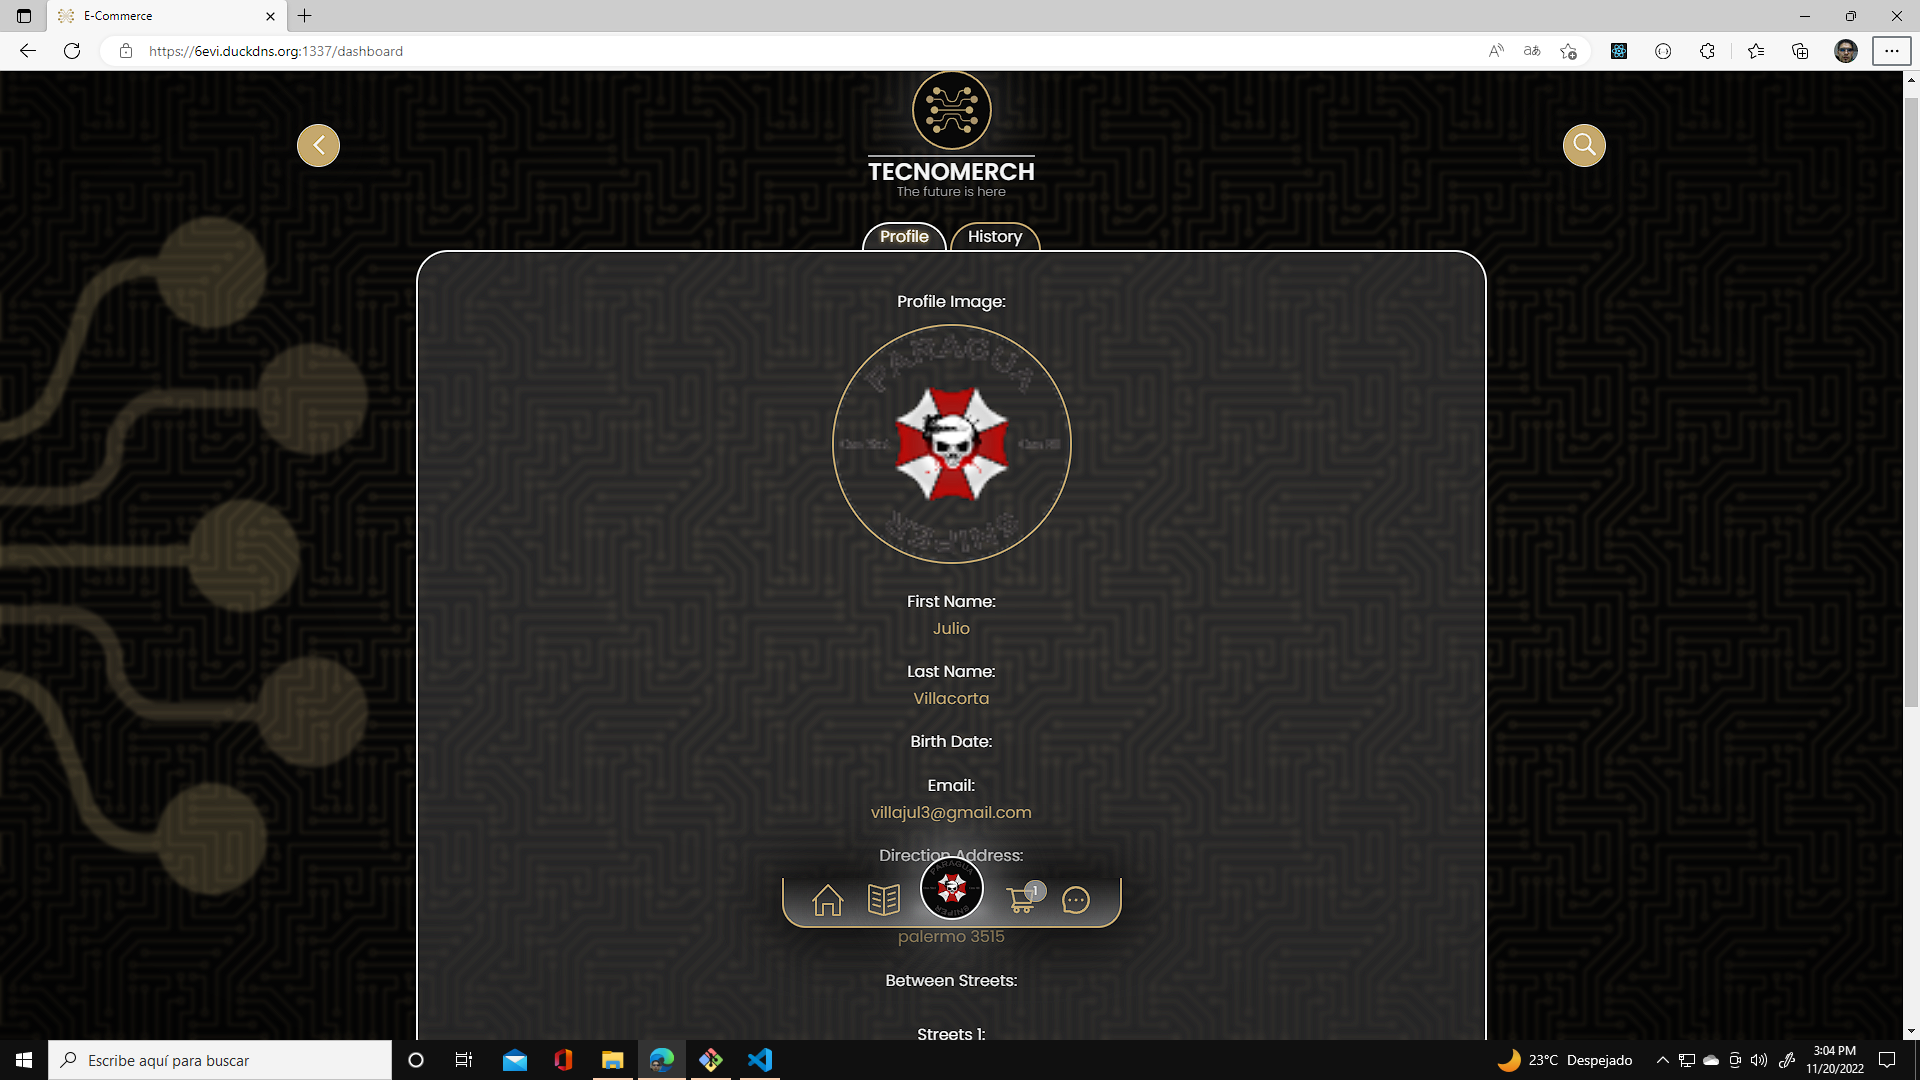 E-Commerce
https://6evi.duckdns.org:1337/dashboard
TECNOMERCH
The future is here
Profile
History
Profile Image:
PARAGUA
First Name:
Julio
Last Name:
Villacorta
Birth Date:
Email:
villajul3@gmail.com
Direction Address:
PARAGUA
SNIPER
1
palermo 3515
Between Streets:
Streets 1:
Escribe aquí para buscar
23°C Despejado
3:04 PM
11/20/2022